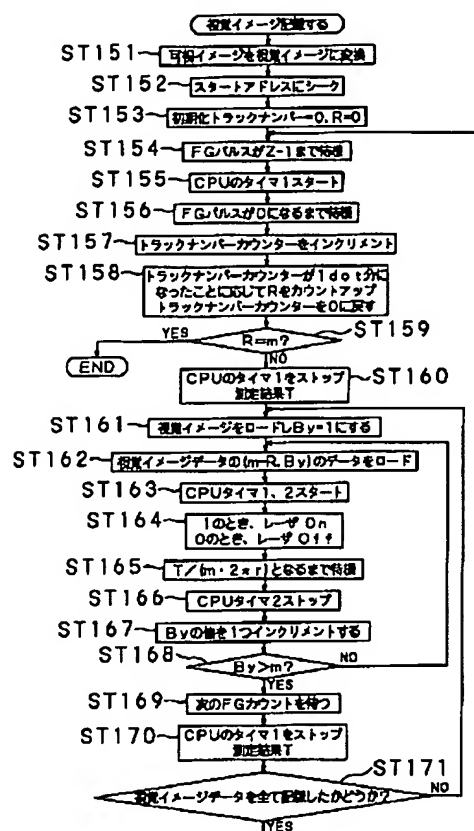 視覚イメージ記録する
ST151
可視イメージを視覚イメージに変換
ST152
スタートアドレスにシーク
ST153
初期化トラックナンバー=0,R=0
ST154
FGパルスがZ-1まで待機
ST155
CPUのタイマ1スタート
ST156
FGパルスが0になるまで待機
ST157
トラックナンバーカウンターをインクリメント
ST158
トラックナンバーカウンターが1dot分に
なったことに応じてRをカウントアップ
トラックナンバーカウンターを0に戻す
ST159
R=m?
YES
END
NO
ST160
CPUのタイマ1をストップ
測定結果T
ST161
視覚イメージをロードしBy=1にする
ST162
視覚イメージデータの(m-R,By)のデータをロード
ST163
CPUタイマ1、2スタート
ST164
1のとき、レーザ On
0のとき、レーザ Off
ST165
T/(m・2πr)となるまで待機
ST166
CPUタイマ2ストップ
ST167
Byの値を1つインクリメントする
ST168
By>m?
NO
YES
ST169
次のFGカウントを待つ
ST170
CPUのタイマ1をストップ
測定結果T
ST171
視覚イメージデータを全て記録したかどうか?
NO
YES